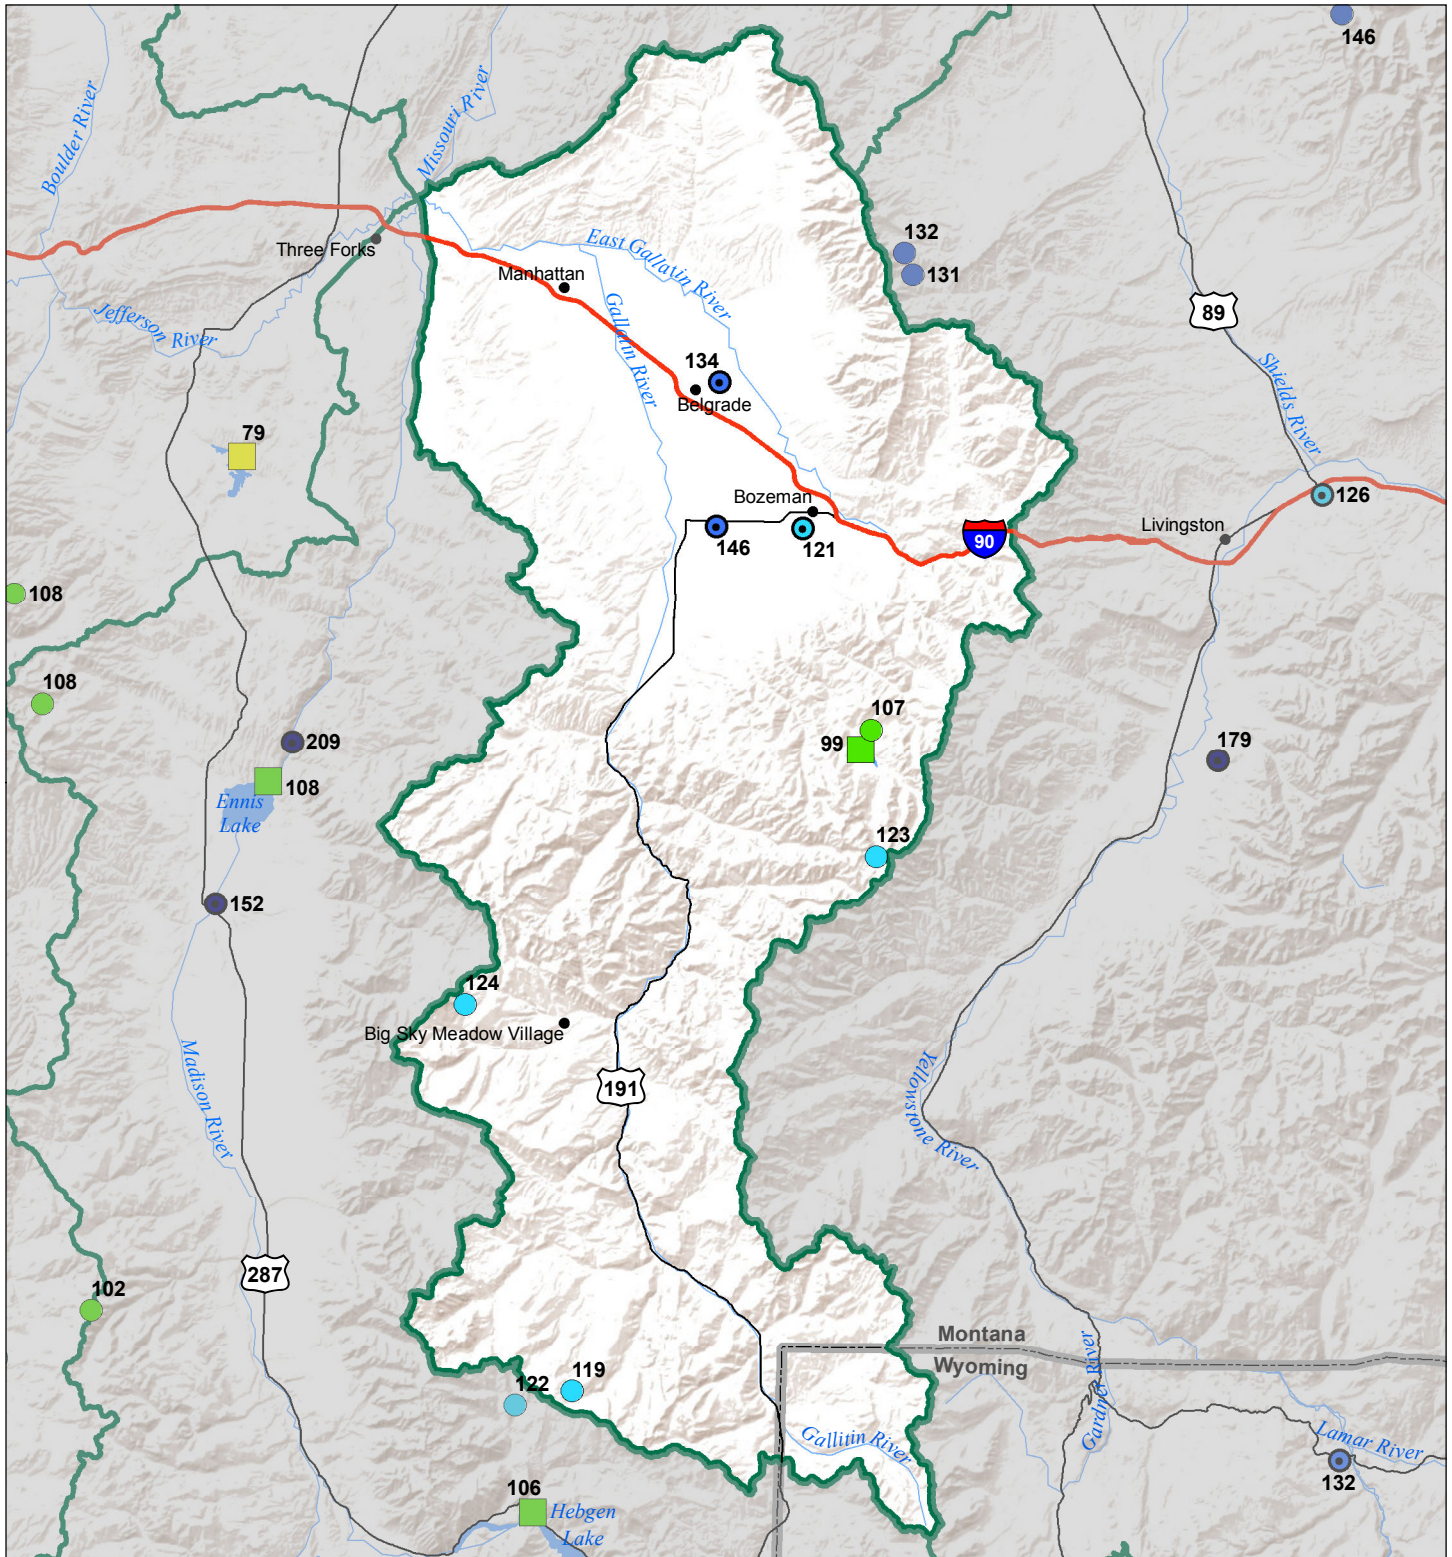 146
Boulder River
Missouri River
132
131
Three Forks
East Gallatin River
Manhattan
89
Jefferson River
Gallatin River
134
Belgrade
Shields River
79
Bozeman
126
Livingston
90
146
121
108
108
107
99
209
179
108
Ennis
Lake
123
152
124
Big Sky Meadow Village
Madison River
191
Yellowstone River
287
102
Montana
Wyoming
Gardner River
119
122
Gallitin River
Lamar River
132
106
Hebgen
Lake